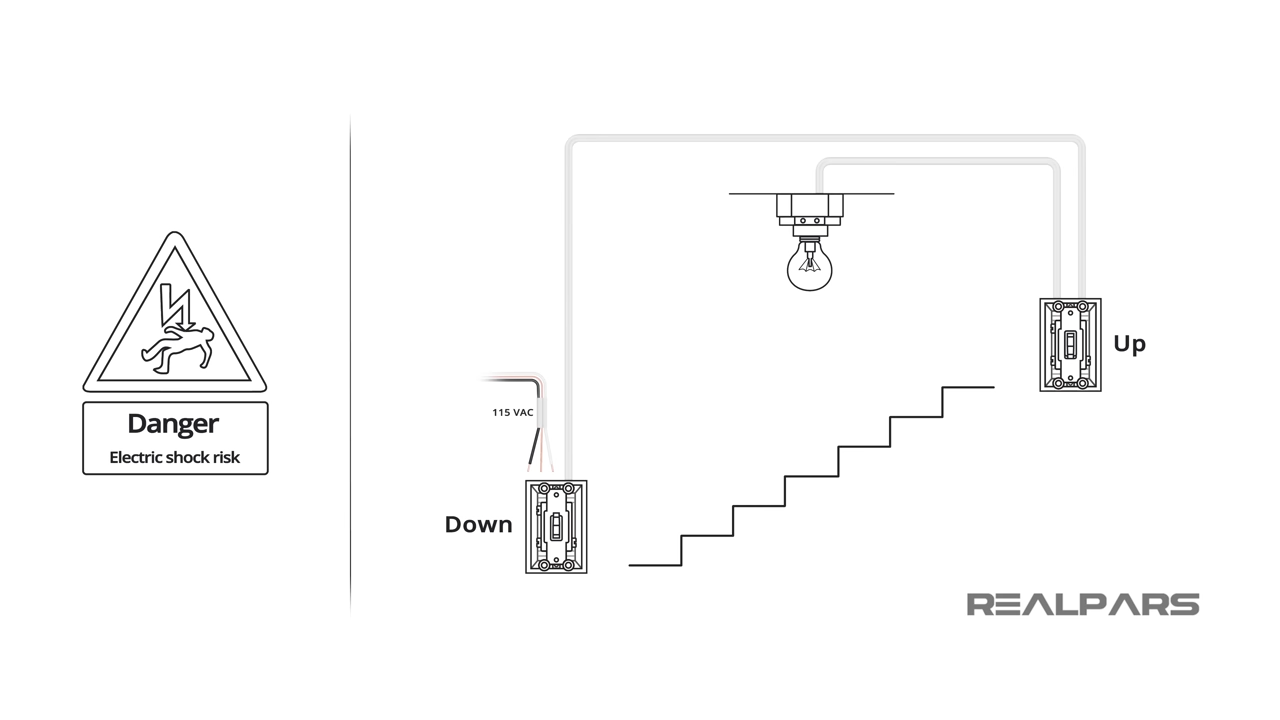 Danger
Electric shock risk
115 VAC
Down
Up
REALPARS